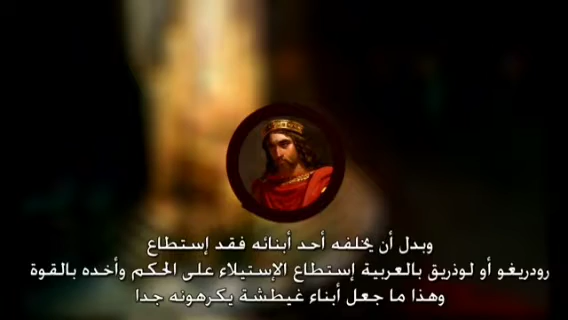 وبدل أن يخلفه أحد أبنائه فقد إستطاع
رودريغو أو لوذريق بالعربية إستطاع الإستيلاء على الحكم وأخده بالقوة
وهذا ما جعل أبناء غيطشة يكرهونه جدا